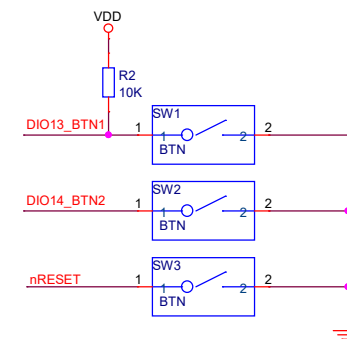 VDD
R2
10K
DIO13_BTN1
1
SW1
1
2
BTN
2
DIO14_BTN2
1
SW2
1
2
BTN
2
nRESET
1
SW3
1
2
BTN
2